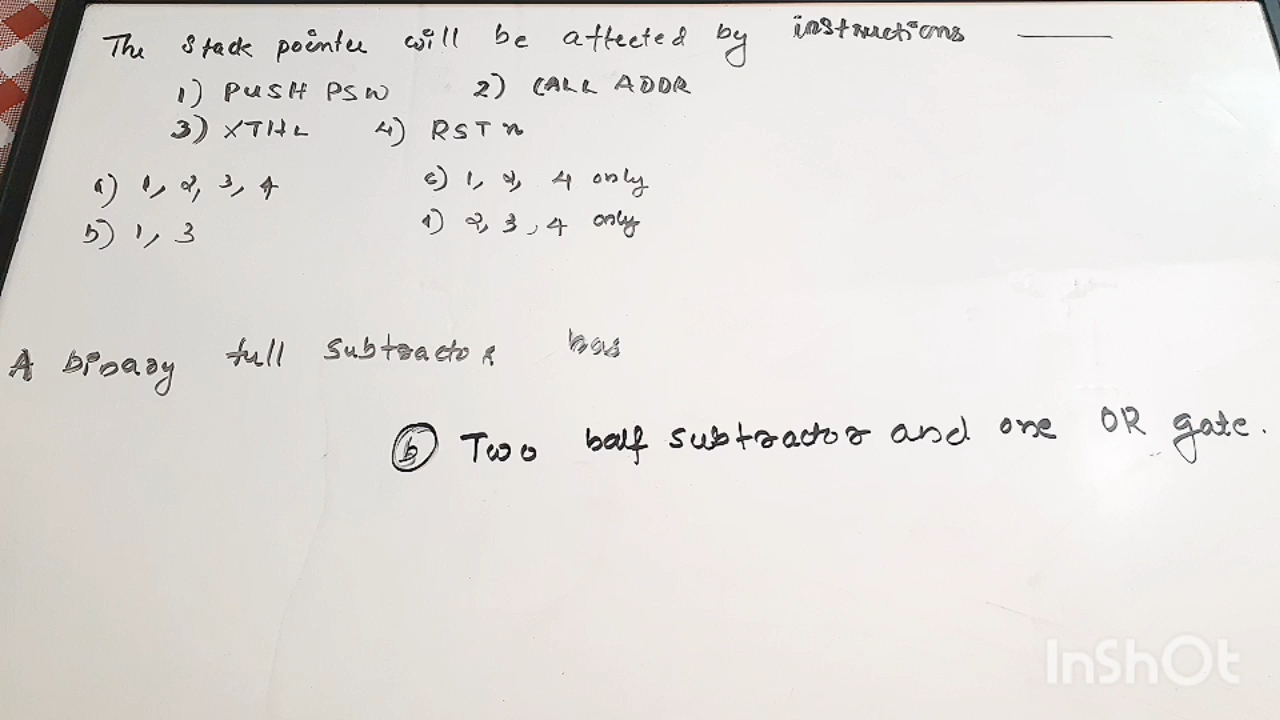 The stack pointer will be affected by instructions ______
1) PUSH PSW 2) CALL ADDR
3) XTHL 4) RST n
a) 1, 2, 3, 4 c) 1, 2, 4 only
b) 1, 3 d) 2, 3, 4 only
A binary full subtractor has
b Two half subtractor and one OR gate.
InShOt